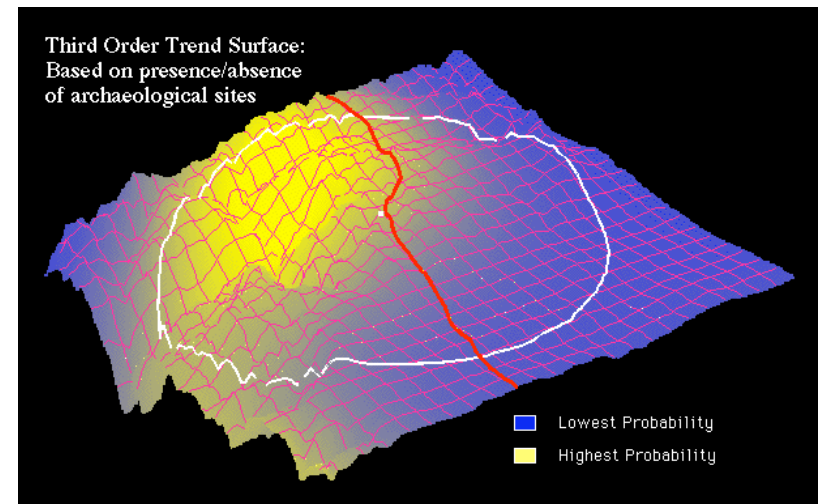 Third Order Trend Surface:
Based on presence/absence
of archaeological sites
Lowest Probability
Highest Probability